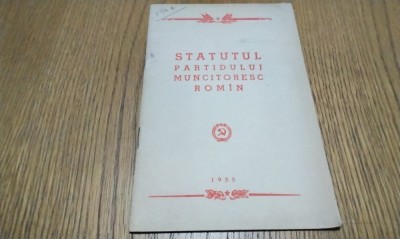 STATUTUL
PARTIDULUI
MUNCITORESC
ROMÎN
1955